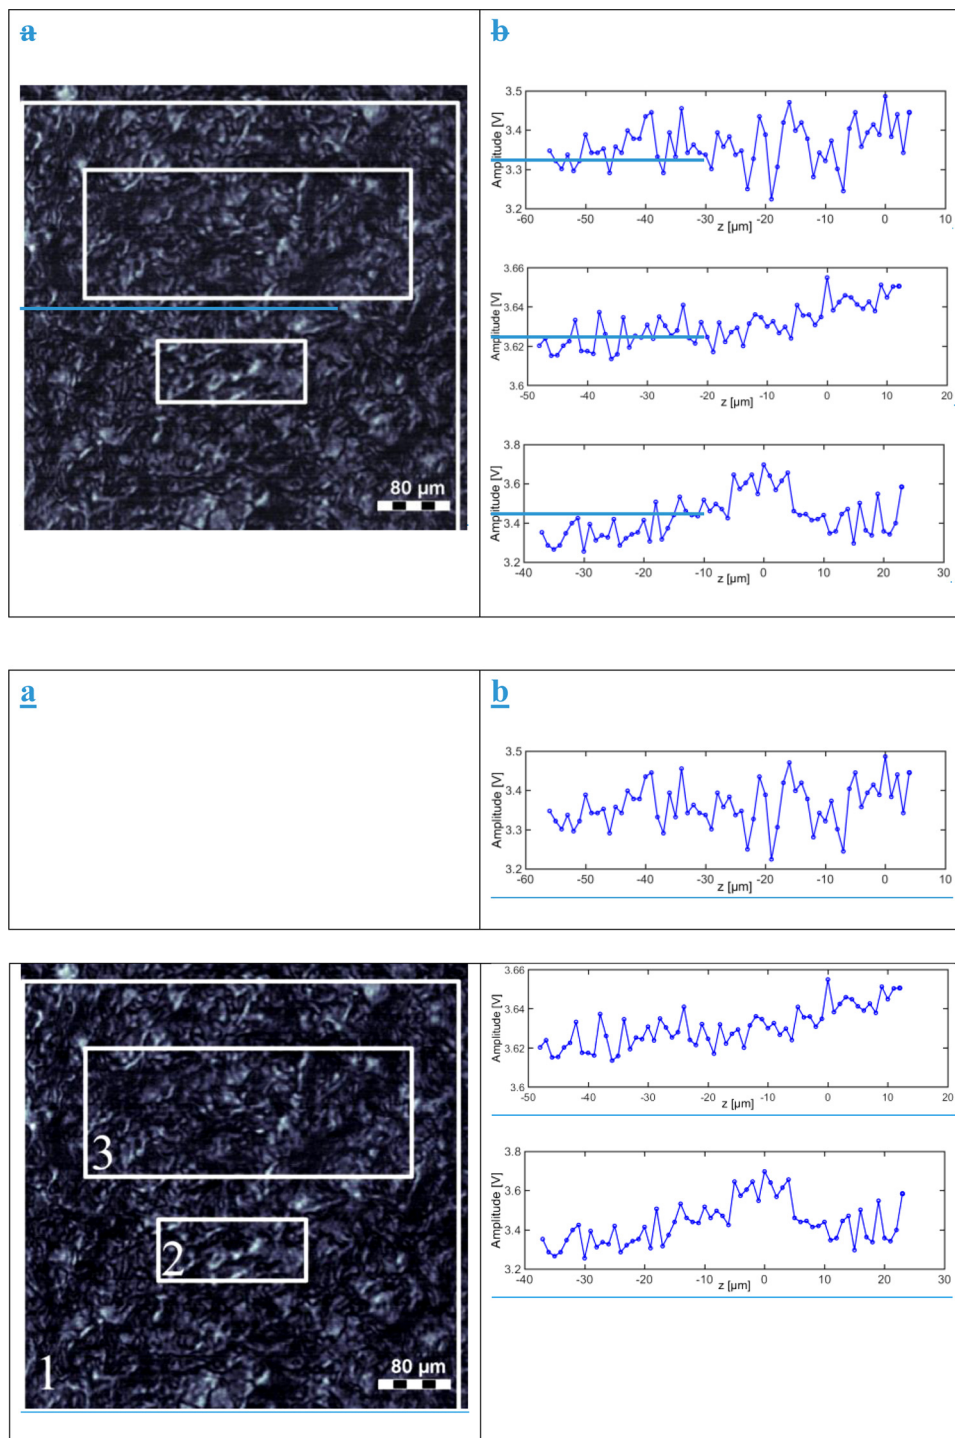 a
b
3.5
3.4
3.3
3.2
Amplitude [V]
-60 -50 -40 -30 -20 -10 0 10
z [µm]
3.66
3.64
3.62
3.6
Amplitude [V]
-50 -40 -30 -20 -10 0 10 20
z [µm]
3.8
3.6
3.4
3.2
Amplitude [V]
-40 -30 -20 -10 0 10 20 30
z [µm]
80 µm
a
b
3.5
3.4
3.3
3.2
Amplitude [V]
-60 -50 -40 -30 -20 -10 0 10
z [µm]
3
2
1
80 µm
3.66
3.64
3.62
3.6
Amplitude [V]
-50 -40 -30 -20 -10 0 10 20
z [µm]
3.8
3.6
3.4
3.2
Amplitude [V]
-40 -30 -20 -10 0 10 20 30
z [µm]